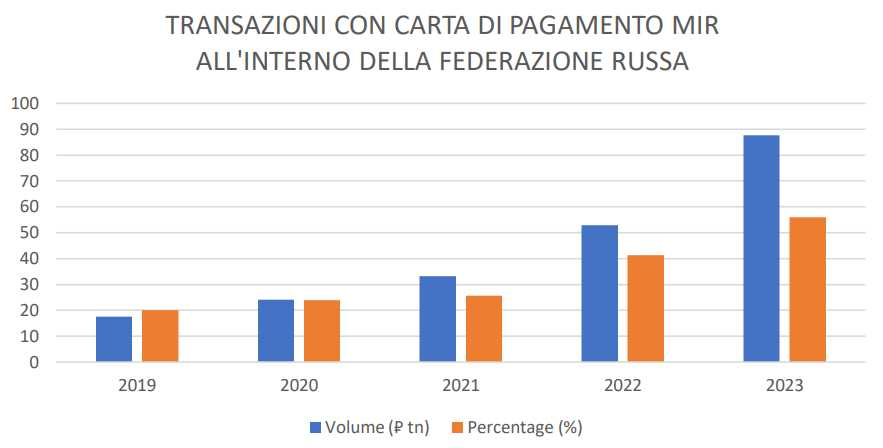 TRANSAZIONI CON CARTA DI PAGAMENTO MIR
ALL'INTERNO DELLA FEDERAZIONE RUSSA
100
90
80
70
60
50
40
30
20
10
0
2019 2020 2021 2022 2023
Volume (₽ tn) Percentage (%)